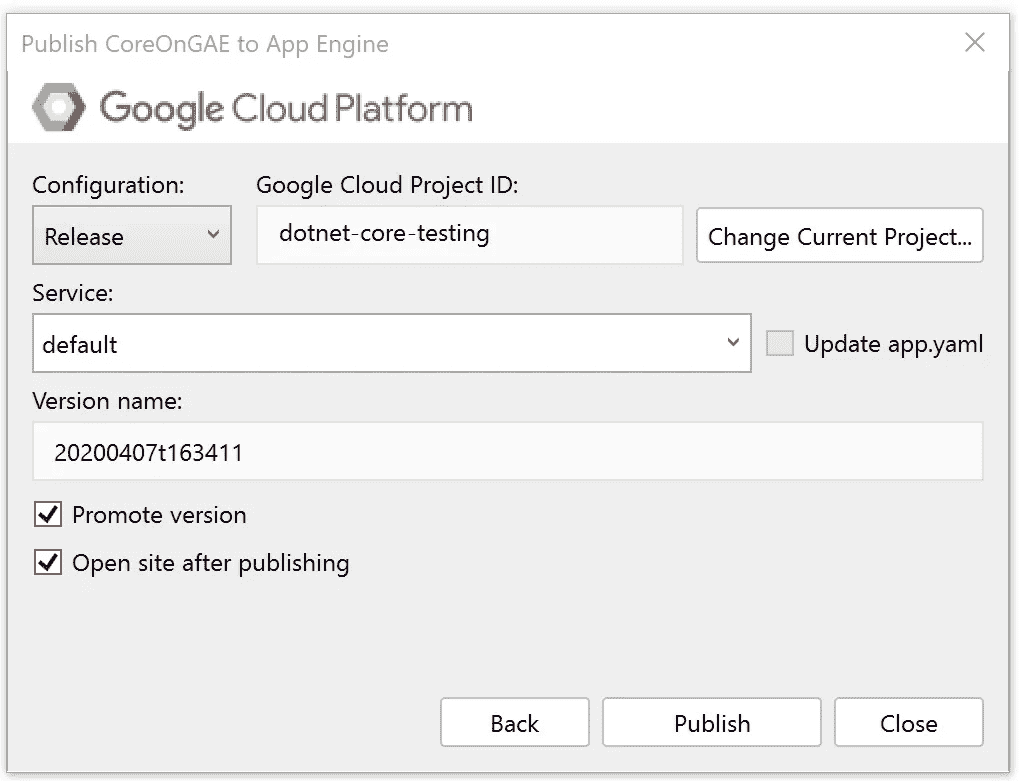 Publish CoreOnGAE to App Engine
Google Cloud Platform
Configuration:
Google Cloud Project ID:
Release
dotnet-core-testing
Change Current Project...
Service:
default
Update app.yaml
Version name:
20200407t163411
Promote version
Open site after publishing
Back
Publish
Close